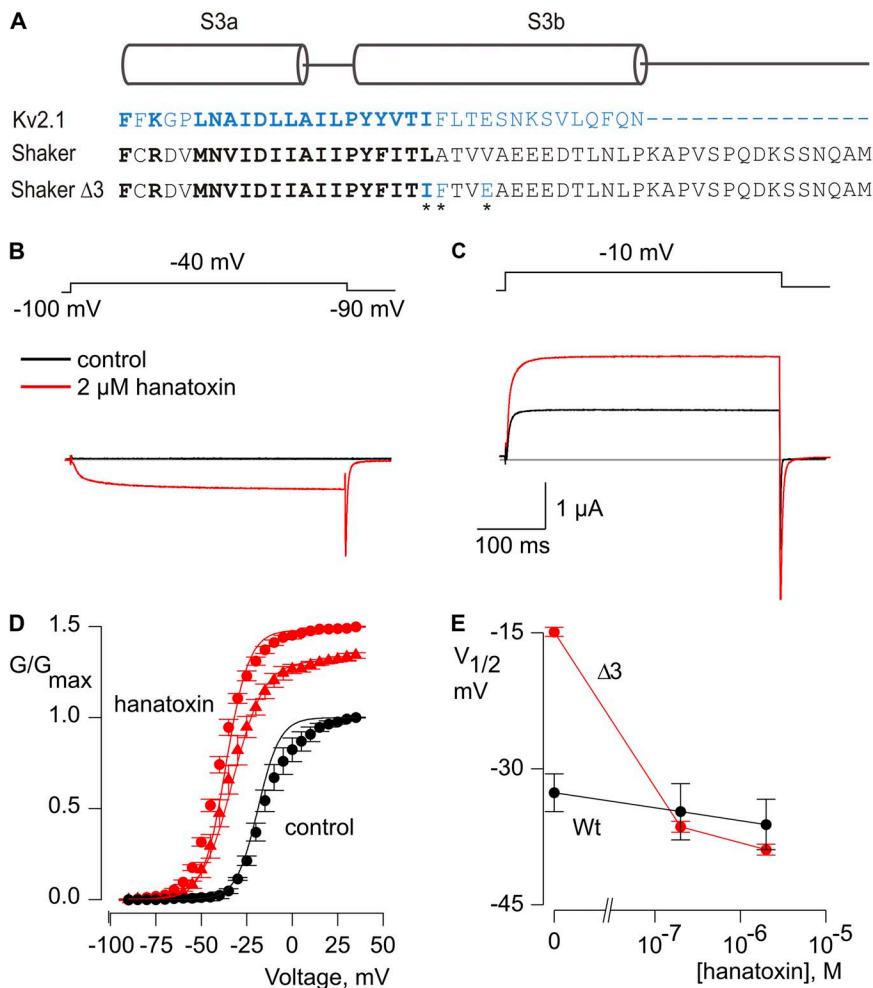 A
S3a S3b
Kv2.1 FFKGPLNAIDLLAILPYYVTIFLTESNKSVLQFQN----------------
Shaker FCRDVMNVIDIIAIIPYFITLATVVAEEEDTLNLPKAPVSPQDKSSNQAM
Shaker Δ3 FCRDVMNVIDIIAIIPYFITIFTVEAEEEDTLNLPKAPVSPQDKSSNQAM
* * *
B
-40 mV
-100 mV -90 mV
control
2 µM hanatoxin
C
-10 mV
1 µA
100 ms
D
G/Gmax
1.5
1.0
0.5
0.0
hanatoxin
control
-100 -75 -50 -25 0 25 50
Voltage, mV
E
V1/2
mV
-15
-30
-45
Δ3
Wt
0 10-7 10-6 10-5
[hanatoxin], M